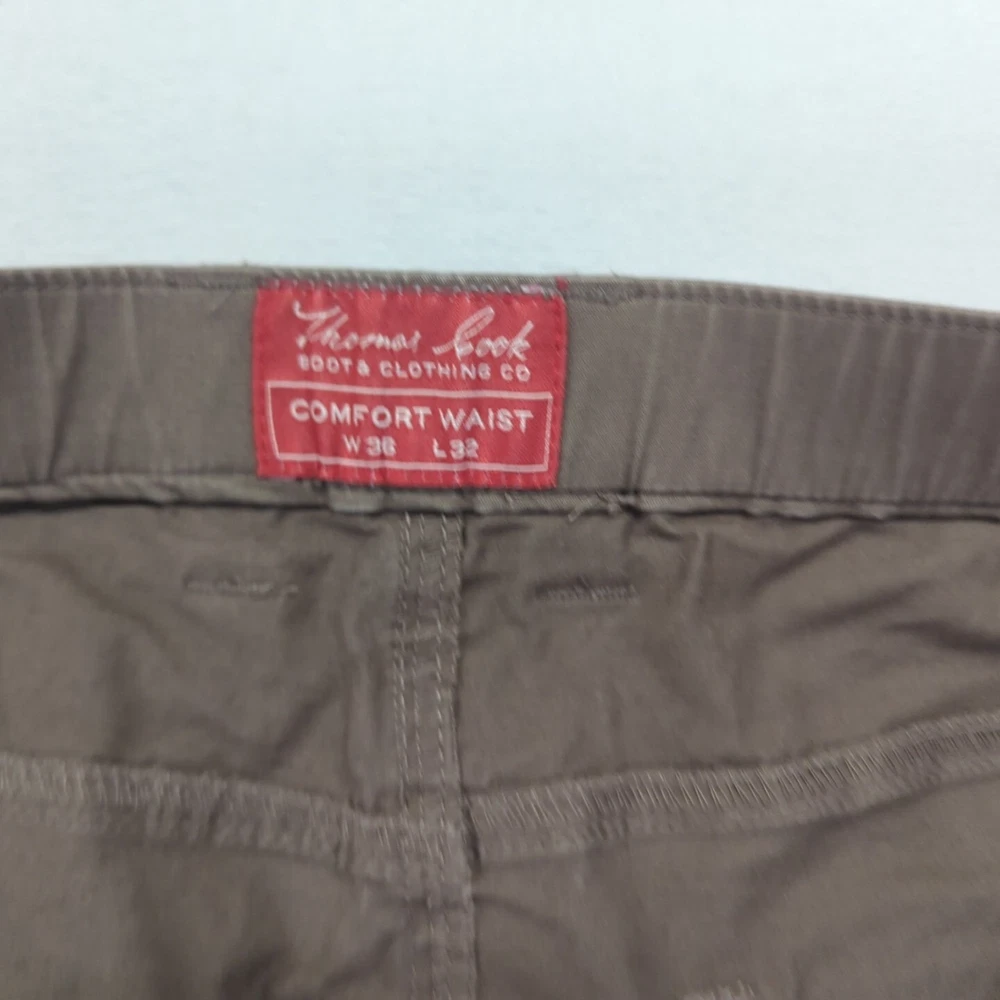 Thomas Cook
BOOT & CLOTHING CO
COMFORT WAIST
W36 L32